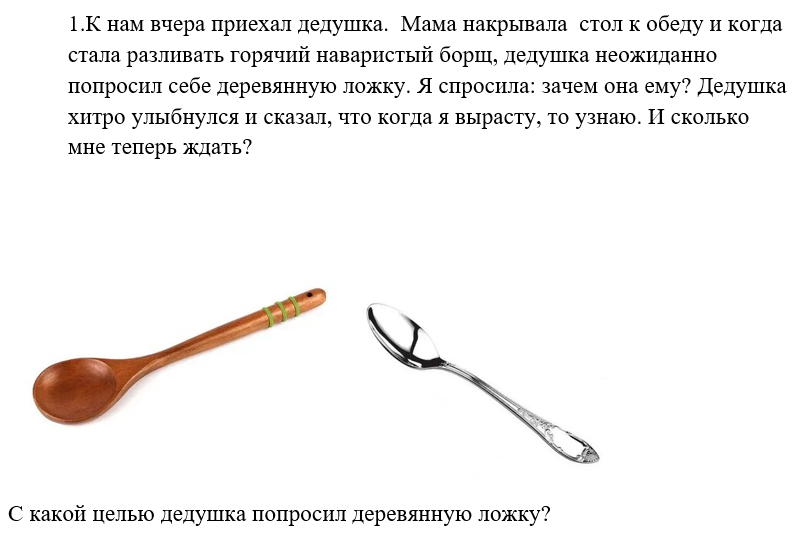 1.К нам вчера приехал дедушка.  Мама накрывала  стол к обеду и когда
стала разливать горячий наваристый борщ, дедушка неожиданно
попросил себе деревянную ложку. Я спросила: зачем она ему? Дедушка
хитро улыбнулся и сказал, что когда я вырасту, то узнаю. И сколько
мне теперь ждать?
С какой целью дедушка попросил деревянную ложку?